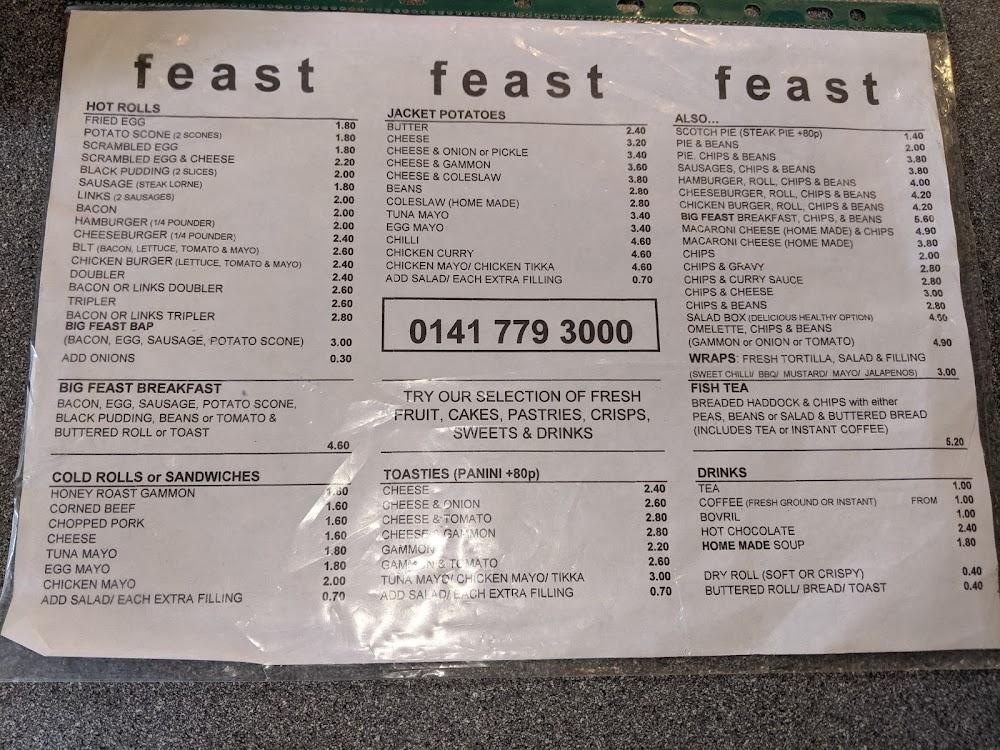 feast
HOT ROLLS
FRIED EGG 1.80
POTATO SCONE (2 SCONES) 1.80
SCRAMBLED EGG 1.80
SCRAMBLED EGG & CHEESE 2.20
BLACK PUDDING (2 SLICES) 2.00
SAUSAGE (STEAK LORNE) 1.80
LINKS (2 SAUSAGES) 2.00
BACON 2.00
HAMBURGER (1/4 POUNDER) 2.00
CHEESEBURGER (1/4 POUNDER) 2.40
BLT (BACON, LETTUCE, TOMATO & MAYO) 2.60
CHICKEN BURGER (LETTUCE, TOMATO & MAYO) 2.40
DOUBLER 2.40
BACON OR LINKS DOUBLER 2.60
TRIPLER 2.60
BACON OR LINKS TRIPLER 2.80
BIG FEAST BAP
(BACON, EGG, SAUSAGE, POTATO SCONE) 3.00
ADD ONIONS 0.30
BIG FEAST BREAKFAST
BACON, EGG, SAUSAGE, POTATO SCONE,
BLACK PUDDING, BEANS or TOMATO &
BUTTERED ROLL or TOAST
4.60
COLD ROLLS or SANDWICHES
HONEY ROAST GAMMON 1.60
CORNED BEEF 1.60
CHOPPED PORK 1.60
CHEESE 1.60
TUNA MAYO 1.80
EGG MAYO 1.80
CHICKEN MAYO 2.00
ADD SALAD/ EACH EXTRA FILLING 0.70
feast
JACKET POTATOES
BUTTER 2.40
CHEESE 3.20
CHEESE & ONION or PICKLE 3.40
CHEESE & GAMMON 3.60
CHEESE & COLESLAW 3.80
BEANS 2.80
COLESLAW (HOME MADE) 2.80
TUNA MAYO 3.40
EGG MAYO 3.40
CHILLI 4.60
CHICKEN CURRY 4.60
CHICKEN MAYO/ CHICKEN TIKKA 4.60
ADD SALAD/ EACH EXTRA FILLING 0.70
0141 779 3000
TRY OUR SELECTION OF FRESH
FRUIT, CAKES, PASTRIES, CRISPS,
SWEETS & DRINKS
TOASTIES (PANINI +80p)
CHEESE 2.40
CHEESE & ONION 2.60
CHEESE & TOMATO 2.80
CHEESE & GAMMON 2.80
GAMMON 2.20
GAMMON & TOMATO 2.60
TUNA MAYO/ CHICKEN MAYO/ TIKKA 3.00
ADD SALAD/ EACH EXTRA FILLING 0.70
feast
ALSO...
SCOTCH PIE (STEAK PIE +80p) 1.40
PIE & BEANS 2.00
PIE, CHIPS & BEANS 3.80
SAUSAGES, CHIPS & BEANS 3.80
HAMBURGER, ROLL, CHIPS & BEANS 4.00
CHEESEBURGER, ROLL, CHIPS & BEANS 4.20
CHICKEN BURGER, ROLL, CHIPS & BEANS 4.20
BIG FEAST BREAKFAST, CHIPS, & BEANS 5.60
MACARONI CHEESE (HOME MADE) & CHIPS 4.90
MACARONI CHEESE (HOME MADE) 3.80
CHIPS 2.00
CHIPS & GRAVY 2.80
CHIPS & CURRY SAUCE 2.80
CHIPS & CHEESE 3.00
CHIPS & BEANS 2.80
SALAD BOX (DELICIOUS HEALTHY OPTION)
OMELETTE, CHIPS & BEANS
(GAMMON or ONION or TOMATO) 4.90
WRAPS: FRESH TORTILLA, SALAD & FILLING
(SWEET CHILLI/ BBQ/ MUSTARD/ MAYO/ JALAPENOS) 3.00
FISH TEA
BREADED HADDOCK & CHIPS with either
PEAS, BEANS or SALAD & BUTTERED BREAD
(INCLUDES TEA or INSTANT COFFEE)
5.20
DRINKS
TEA 1.00
COFFEE (FRESH GROUND OR INSTANT) FROM 1.00
BOVRIL 1.00
HOT CHOCOLATE 2.40
HOME MADE SOUP 1.80
DRY ROLL (SOFT OR CRISPY) 0.40
BUTTERED ROLL/ BREAD/ TOAST 0.40